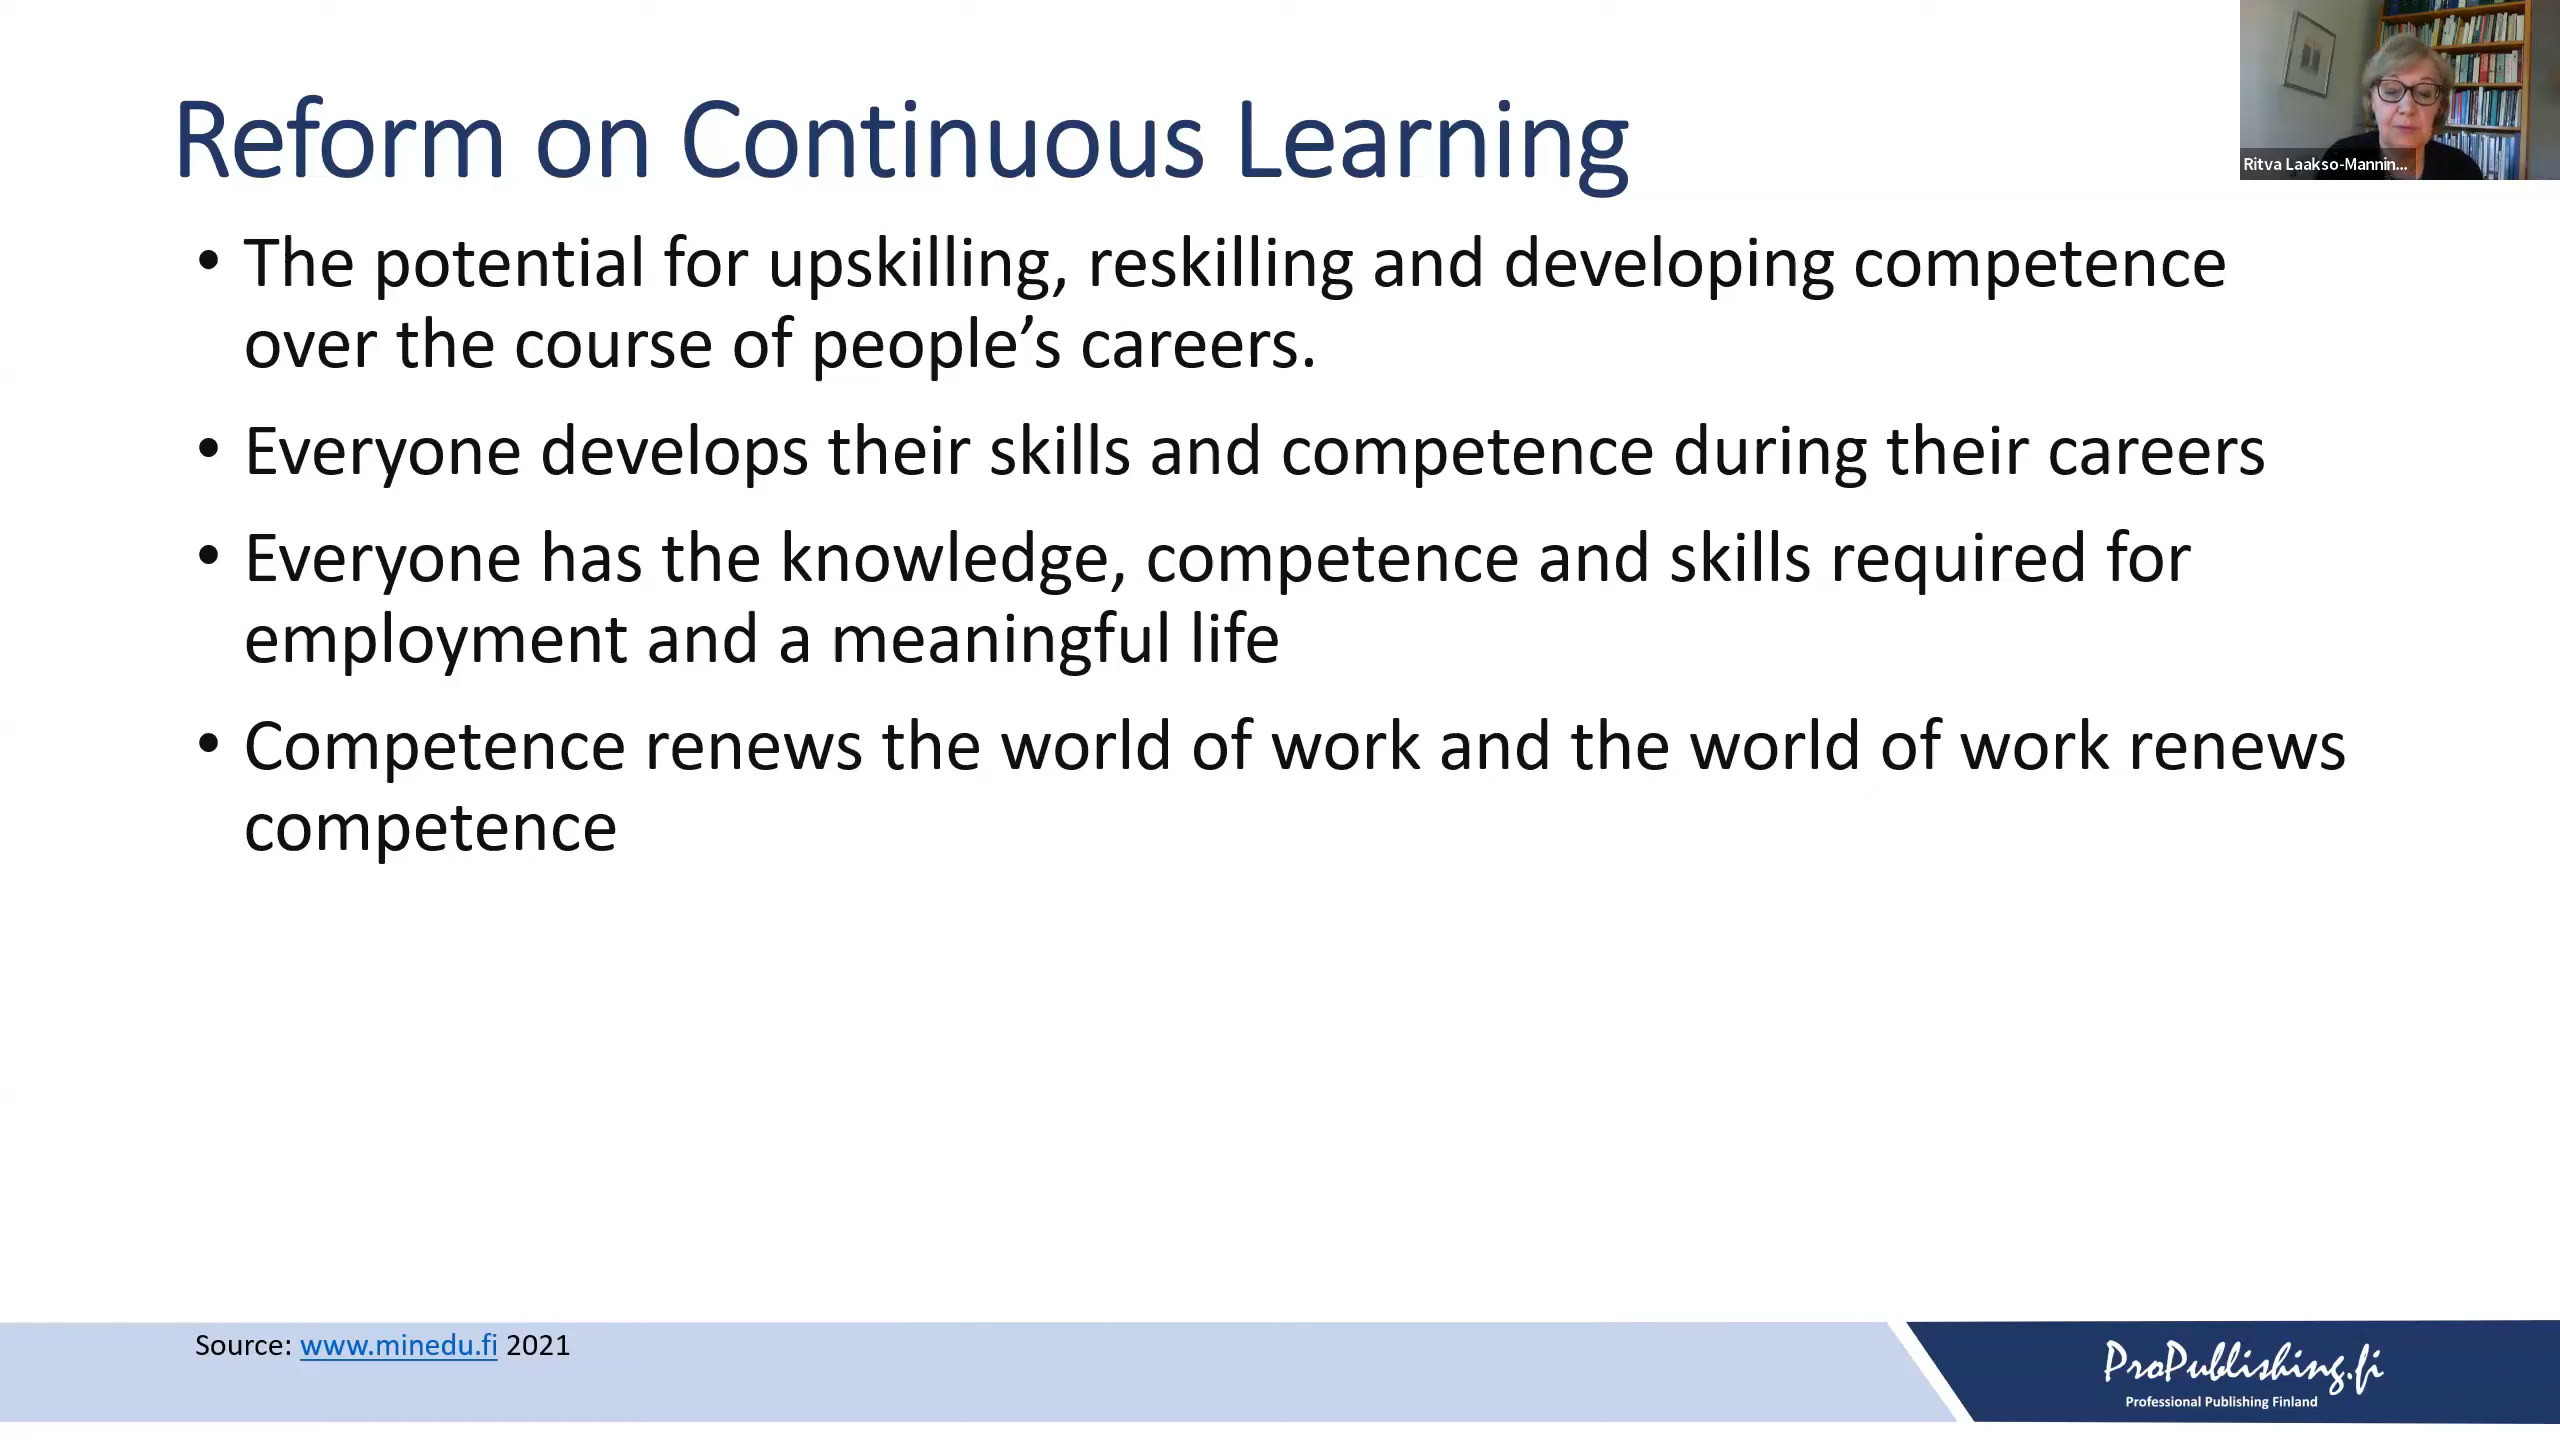 Reform on Continuous Learning
• The potential for upskilling, reskilling and developing competence
over the course of people’s careers.
• Everyone develops their skills and competence during their careers
• Everyone has the knowledge, competence and skills required for
employment and a meaningful life
• Competence renews the world of work and the world of work renews
competence
Ritva Laakso-Mannin...
Source: www.minedu.fi 2021
ProPublishing.fi
Professional Publishing Finland